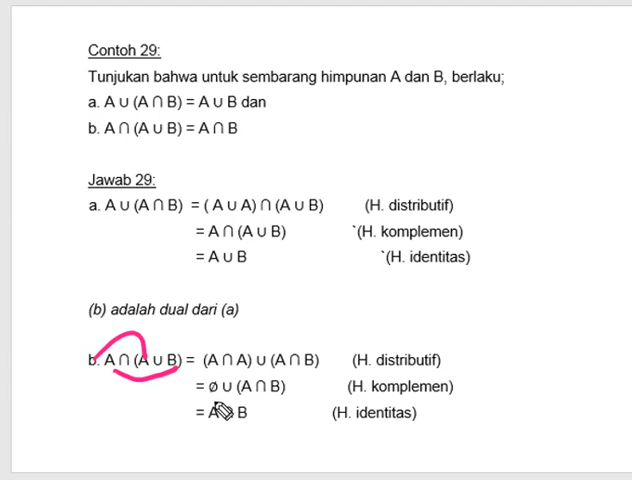 Contoh 29:
Tunjukan bahwa untuk sembarang himpunan A dan B, berlaku;
a. A ∪ (A ∩ B) = A ∪ B dan
b. A ∩ (A ∪ B) = A ∩ B
Jawab 29:
a. A ∪ (A ∩ B) = ( A ∪ A) ∩ (A ∪ B) (H. distributif)
= A ∩ (A ∪ B) `(H. komplemen)
= A ∪ B `(H. identitas)
(b) adalah dual dari (a)
b. A ∩ (A ∪ B) = (A ∩ A) ∪ (A ∩ B) (H. distributif)
= ∅ ∪ (A ∩ B) (H. komplemen)
= A B (H. identitas)